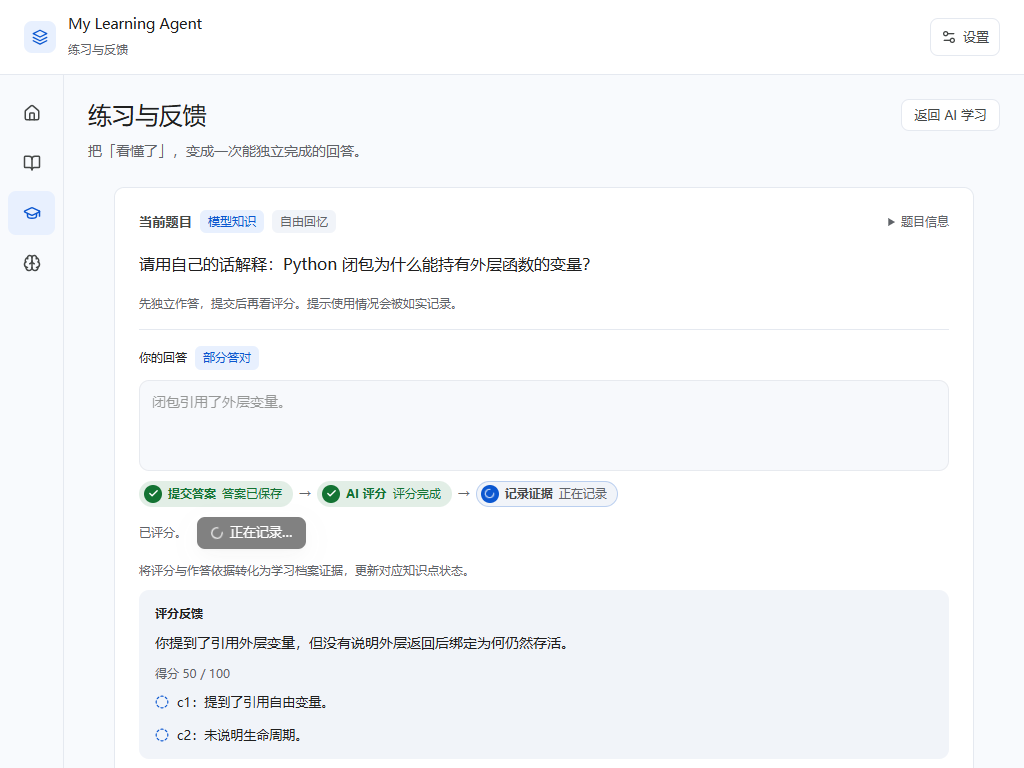 My Learning Agent
练习与反馈
设置
练习与反馈
返回 AI 学习
把「看懂了」，变成一次能独立完成的回答。
当前题目 模型知识 自由回忆
▶ 题目信息
请用自己的话解释：Python 闭包为什么能持有外层函数的变量？
先独立作答，提交后再看评分。提示使用情况会被如实记录。
你的回答 部分答对
闭包引用了外层变量。
提交答案 答案已保存 → AI 评分 评分完成 → 记录证据 正在记录
已评分。 正在记录...
将评分与作答依据转化为学习档案证据，更新对应知识点状态。
评分反馈
你提到了引用外层变量，但没有说明外层返回后绑定为何仍然存活。
得分 50 / 100
c1：提到了引用自由变量。
c2：未说明生命周期。